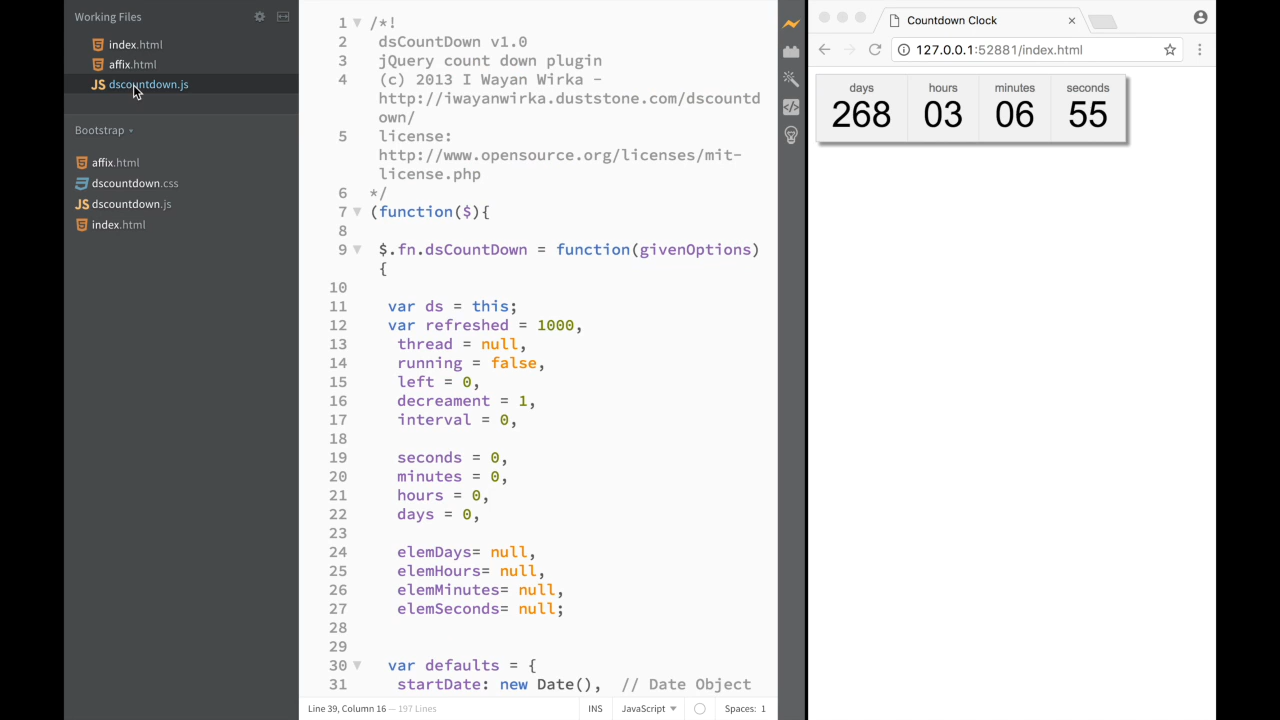 Working Files
index.html
affix.html
JS dscountdown.js
Bootstrap
affix.html
dscountdown.css
JS dscountdown.js
index.html
1 /*!
2 dsCountDown v1.0
3 jQuery count down plugin
4 (c) 2013 I Wayan Wirka -
http://iwayanwirka.duststone.com/dscountd
own/
5 license:
http://www.opensource.org/licenses/mit-
license.php
6 */
7 (function($){
8
9 $.fn.dsCountDown = function(givenOptions)
{
10
11 var ds = this;
12 var refreshed = 1000,
13 thread = null,
14 running = false,
15 left = 0,
16 decreament = 1,
17 interval = 0,
18
19 seconds = 0,
20 minutes = 0,
21 hours = 0,
22 days = 0,
23
24 elemDays= null,
25 elemHours= null,
26 elemMinutes= null,
27 elemSeconds= null;
28
29
30 var defaults = {
31 startDate: new Date(), // Date Object
Line 39, Column 16 — 197 Lines
INS JavaScript Spaces: 1
Countdown Clock
127.0.0.1:52881/index.html
days hours minutes seconds
268 03 06 55